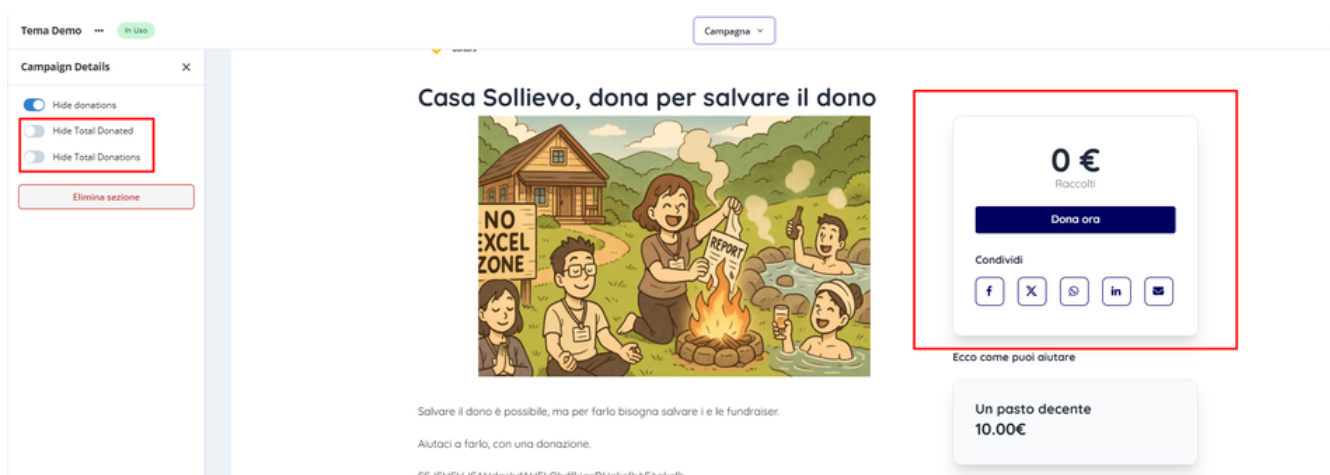 Tema Demo ••• In Uso
Campagna
Campaign Details
Hide donations
Hide Total Donated
Hide Total Donations
Elimina sezione
Casa Sollievo, dona per salvare il dono
NO
EXCEL
ZONE
REPORT
Salvare il dono è possibile, ma per farlo bisogna salvare i e le fundraiser.
Aiutaci a farlo, con una donazione.
0 €
Raccolti
Dona ora
Condividi
Ecco come puoi aiutare
Un pasto decente
10.00€